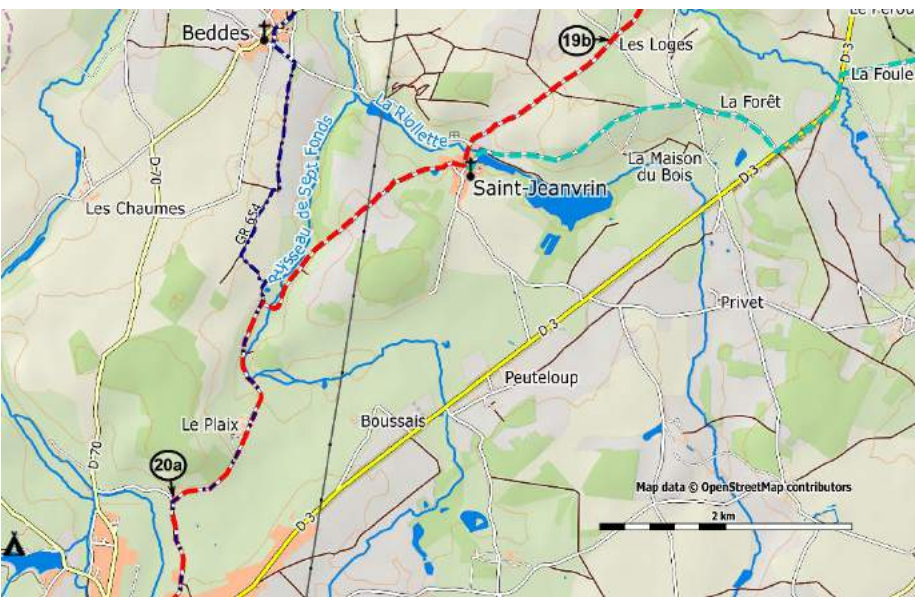 Beddes
19b
Les Loges
D 3
La Foule
La Forêt
La Riollette
La Maison
du Bois
D 3
Saint-Jeanvrin
D 70
Les Chaumes
GR 654
Ruisseau de Sept Fonds
D 3
Privet
Peuteloup
Boussais
Le Plaix
D 70
20a
Map data © OpenStreetMap contributors
2 km
D 3